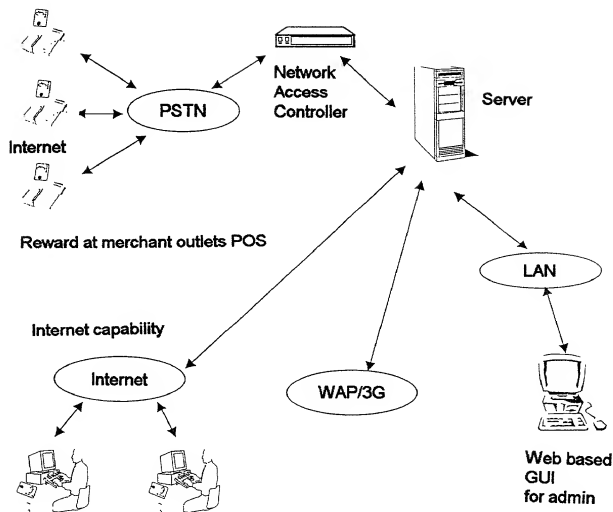 PSTN
Network
Access
Controller
Server
Internet
Reward at merchant outlets POS
LAN
Internet capability
Internet
WAP/3G
Web based
GUI
for admin